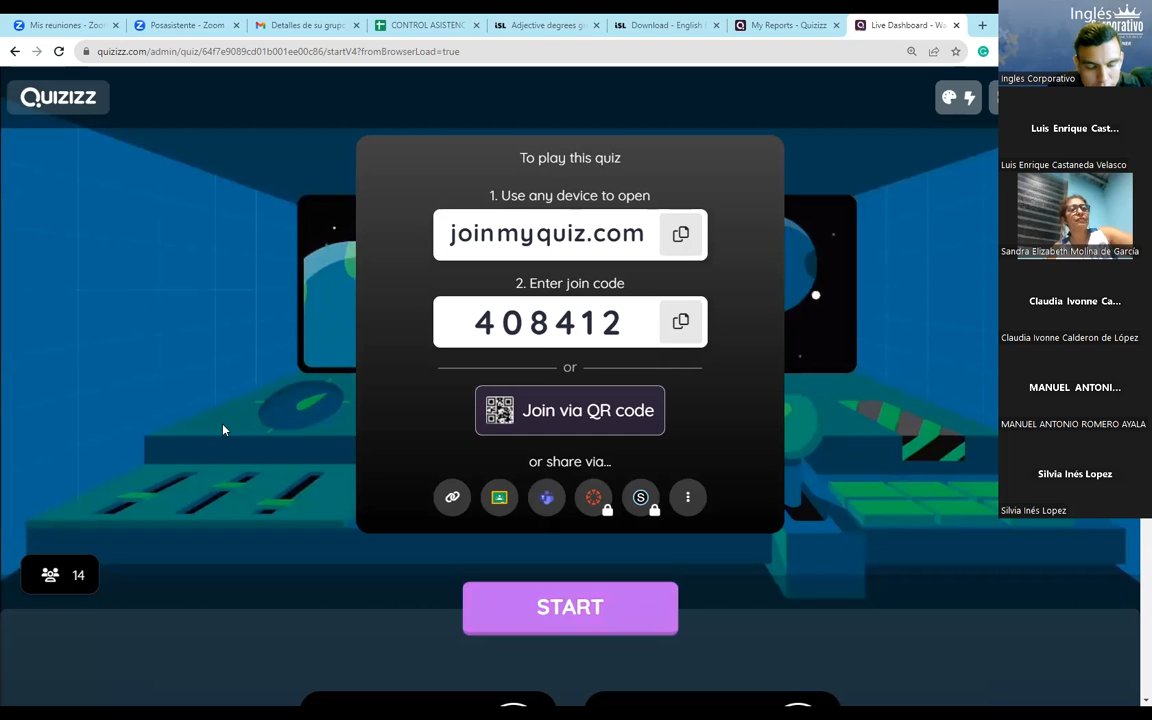 Mis reuniones - Zoo
Posasistente - Zoom
Detalles de su grupo
CONTROL ASISTENC
Adjective degrees g
Download - English
My Reports - Quizizz
Live Dashboard - Wa
quizizz.com/admin/quiz/64f7e9089cd01b001ee00c86/startV4?fromBrowserLoad=true
Quizizz
To play this quiz
1. Use any device to open
joinmyquiz.com
2. Enter join code
408412
or
Join via QR code
or share via...
14
START
Inglés
Corporativo
Ingles Corporativo
Luis Enrique Cast...
Luis Enrique Castaneda Velasco
Sandra Elizabeth Molina de García
Claudia Ivonne Ca...
Claudia Ivonne Calderon de López
MANUEL ANTONI...
MANUEL ANTONIO ROMERO AYALA
Silvia Inés Lopez
Silvia Inés Lopez